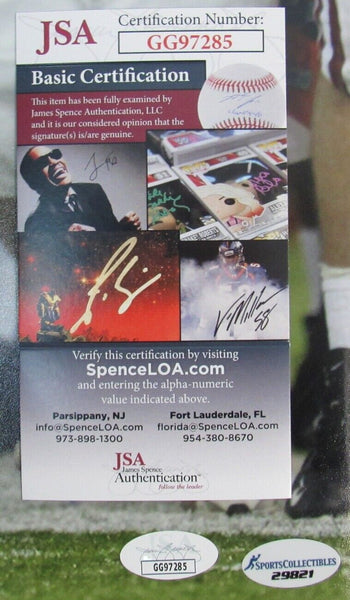 JSA
Certification Number:
GG97285
Basic Certification
This item has been fully examined by
James Spence Authentication, LLC
and it is our considered opinion that the
signature(s) is/are genuine.
58
Verify this certification by visiting
SpenceLOA.com
and entering the alpha-numeric
value indicated above.
Parsippany, NJ
info@SpenceLOA.com
973-898-1300
Fort Lauderdale, FL
florida@SpenceLOA.com
954-380-8670
JSA
James Spence
Authentication™
follow the leader
GG97285
SPORTSCOLLECTIBLES
29821